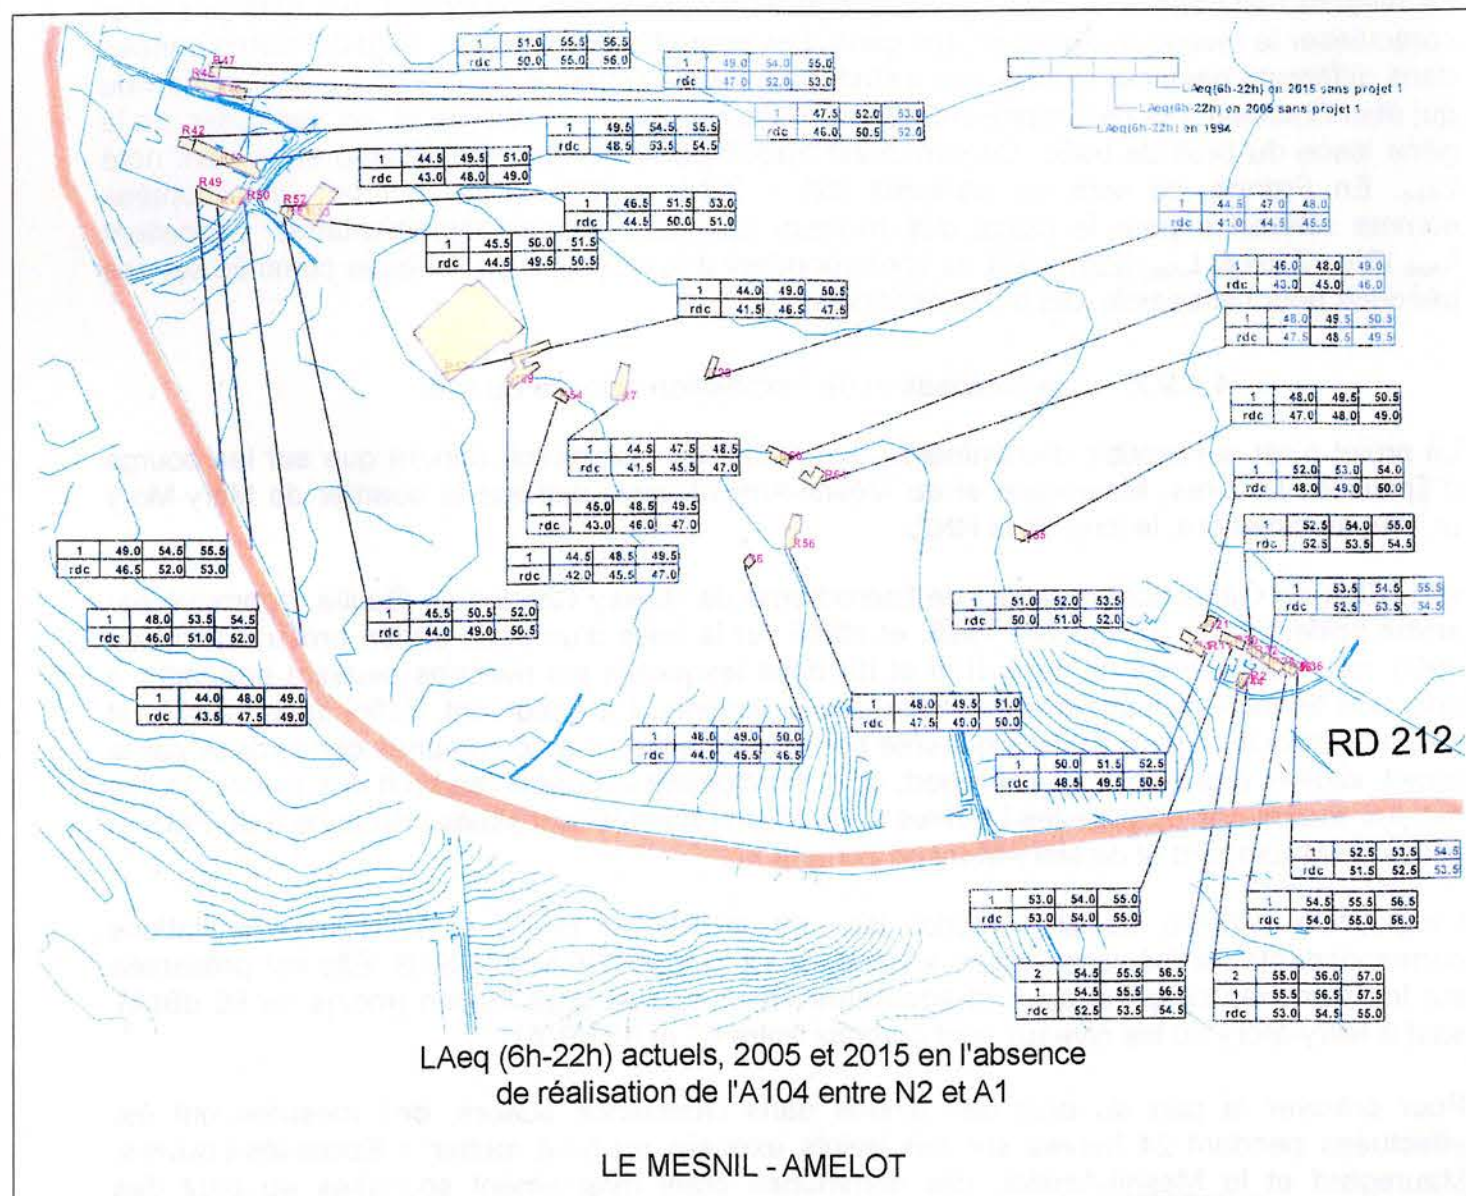 1 51.0 55.5 56.5
rdc 50.0 55.0 56.0
1 49.0 54.0 55.0
rdc 47.0 52.0 53.0
LAeq(6h-22h) en 2015 sans projet 1
LAeq(6h-22h) en 2005 sans projet 1
LAeq(6h-22h) en 1994
R47
1 47.5 52.0 53.0
rdc 46.0 50.5 52.0
R42
1 49.5 54.5 55.5
rdc 48.5 53.5 54.5
1 44.5 49.5 51.0
rdc 43.0 48.0 49.0
R49
R50
R52
1 46.5 51.5 53.0
rdc 44.5 50.0 51.0
1 44.5 47.0 48.0
rdc 41.0 44.5 45.5
1 45.5 50.0 51.5
rdc 44.5 49.5 50.5
1 46.0 48.0 49.0
rdc 43.0 45.0 46.0
1 44.0 49.0 50.5
rdc 41.5 46.5 47.5
1 48.0 49.5 50.5
rdc 47.5 48.5 49.5
1 48.0 49.5 50.5
rdc 47.0 48.0 49.0
1 44.5 47.5 48.5
rdc 41.5 45.5 47.0
1 52.0 53.0 54.0
rdc 48.0 49.0 50.0
1 45.0 48.5 49.5
rdc 43.0 46.0 47.0
1 52.5 54.0 55.0
rdc 52.5 53.5 54.5
R56
1 49.0 54.5 55.5
rdc 46.5 52.0 53.0
1 44.5 48.5 49.5
rdc 42.0 45.5 47.0
1 53.5 54.5 55.5
rdc 52.5 53.5 54.5
1 51.0 52.0 53.5
rdc 50.0 51.0 52.0
1 48.0 53.5 54.5
rdc 46.0 51.0 52.0
1 45.5 50.5 52.0
rdc 44.0 49.0 50.5
1 44.0 48.0 49.0
rdc 43.5 47.5 49.0
1 48.0 49.5 51.0
rdc 47.5 49.0 50.0
1 48.0 49.0 50.0
rdc 44.0 45.5 46.5
RD 212
1 50.0 51.5 52.5
rdc 48.5 49.5 50.5
1 52.5 53.5 54.5
rdc 51.5 52.5 53.5
1 53.0 54.0 55.0
rdc 53.0 54.0 55.0
1 54.5 55.5 56.5
rdc 54.0 55.0 56.0
2 54.5 55.5 56.5
1 54.5 55.5 56.5
rdc 52.5 53.5 54.5
2 55.0 56.0 57.0
1 55.5 56.5 57.5
rdc 53.0 54.5 55.0
LAeq (6h-22h) actuels, 2005 et 2015 en l'absence
de réalisation de l'A104 entre N2 et A1
LE MESNIL - AMELOT